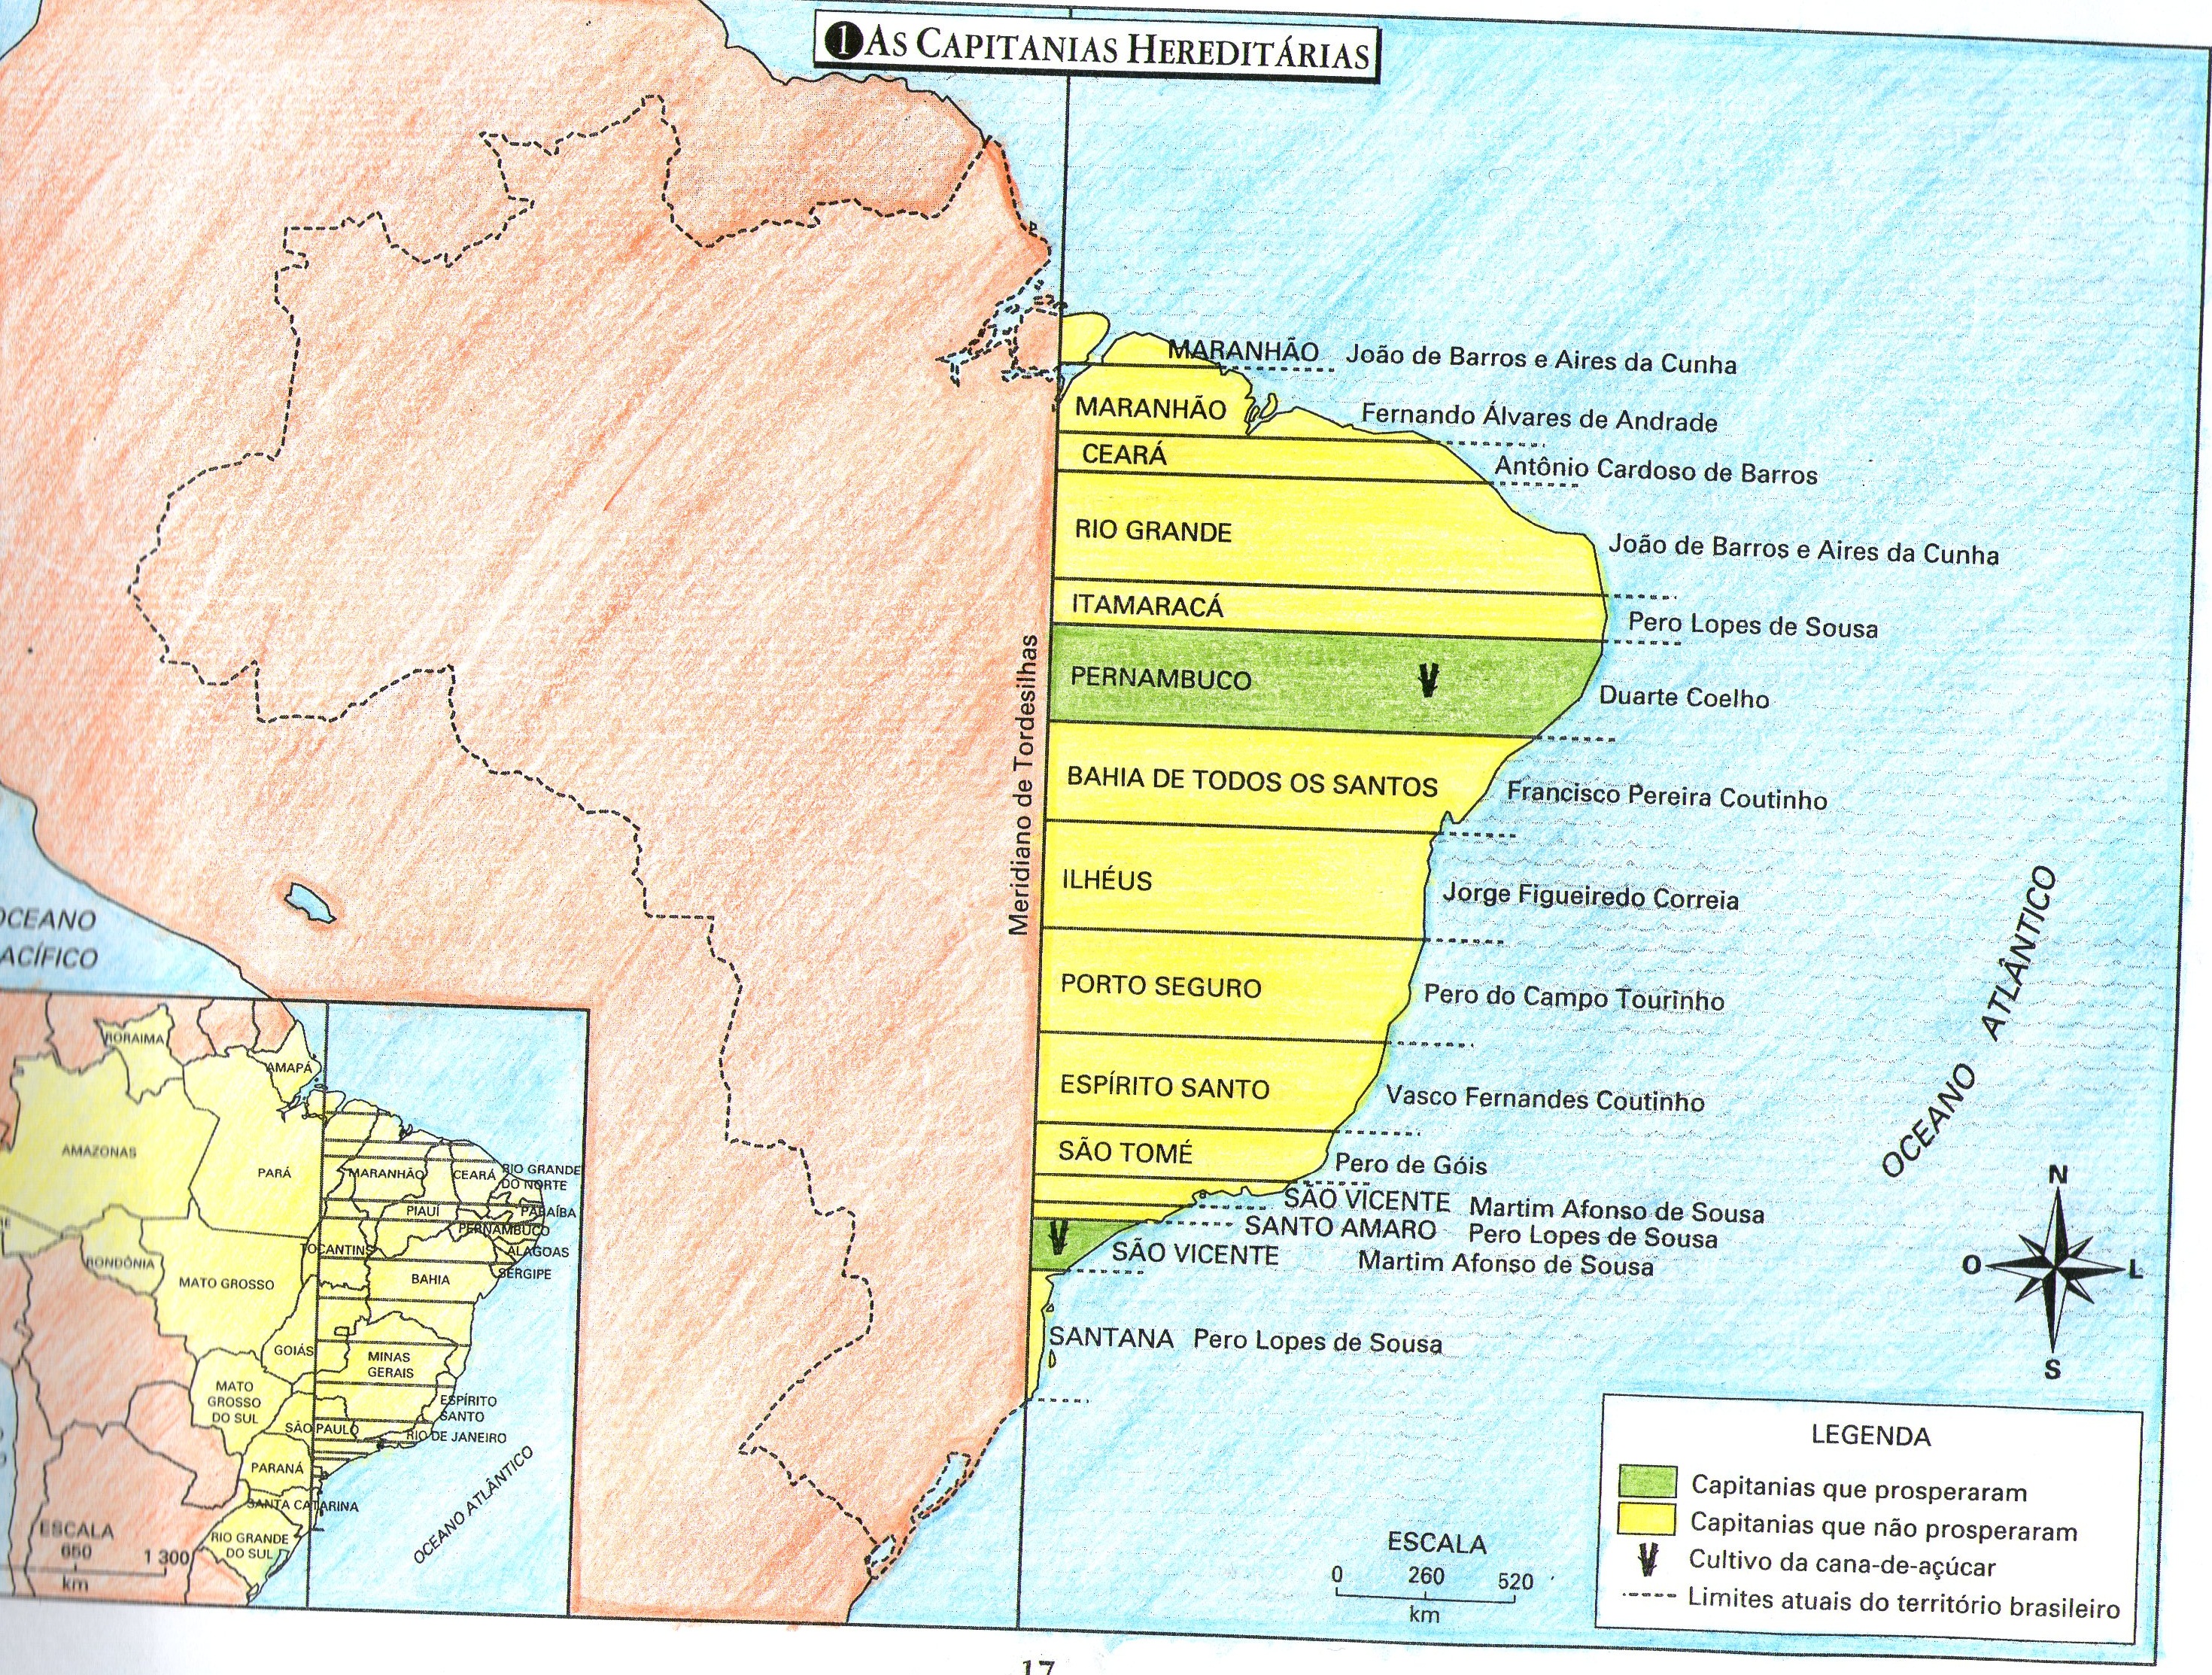 1 AS CAPITANIAS HEREDITÁRIAS
MARANHÃO João de Barros e Aires da Cunha
MARANHÃO Fernando Álvares de Andrade
CEARÁ Antônio Cardoso de Barros
RIO GRANDE João de Barros e Aires da Cunha
ITAMARACÁ Pero Lopes de Sousa
PERNAMBUCO Duarte Coelho
BAHIA DE TODOS OS SANTOS Francisco Pereira Coutinho
ILHÉUS Jorge Figueiredo Correia
PORTO SEGURO Pero do Campo Tourinho
ESPÍRITO SANTO Vasco Fernandes Coutinho
SÃO TOMÉ Pero de Góis
SÃO VICENTE Martim Afonso de Sousa
SANTO AMARO Pero Lopes de Sousa
SÃO VICENTE Martim Afonso de Sousa
SANTANA Pero Lopes de Sousa
Meridiano de Tordesilhas
OCEANO ATLÂNTICO
OCEANO
ACÍFICO
N
O
L
S
LEGENDA
Capitanias que prosperaram
Capitanias que não prosperaram
Cultivo da cana-de-açúcar
Limites atuais do território brasileiro
ESCALA
0 260 520
km
RORAIMA
AMAPÁ
AMAZONAS
PARÁ
MARANHÃO
CEARÁ
RIO GRANDE
DO NORTE
PARAÍBA
PIAUÍ
PERNAMBUCO
ALAGOAS
SERGIPE
TOCANTINS
RONDÔNIA
MATO GROSSO
BAHIA
GOIÁS
MINAS
GERAIS
MATO
GROSSO
DO SUL
ESPÍRITO
SANTO
SÃO PAULO
RIO DE JANEIRO
PARANÁ
SANTA CATARINA
RIO GRANDE
DO SUL
OCEANO ATLÂNTICO
ESCALA
650 1 300
km
17